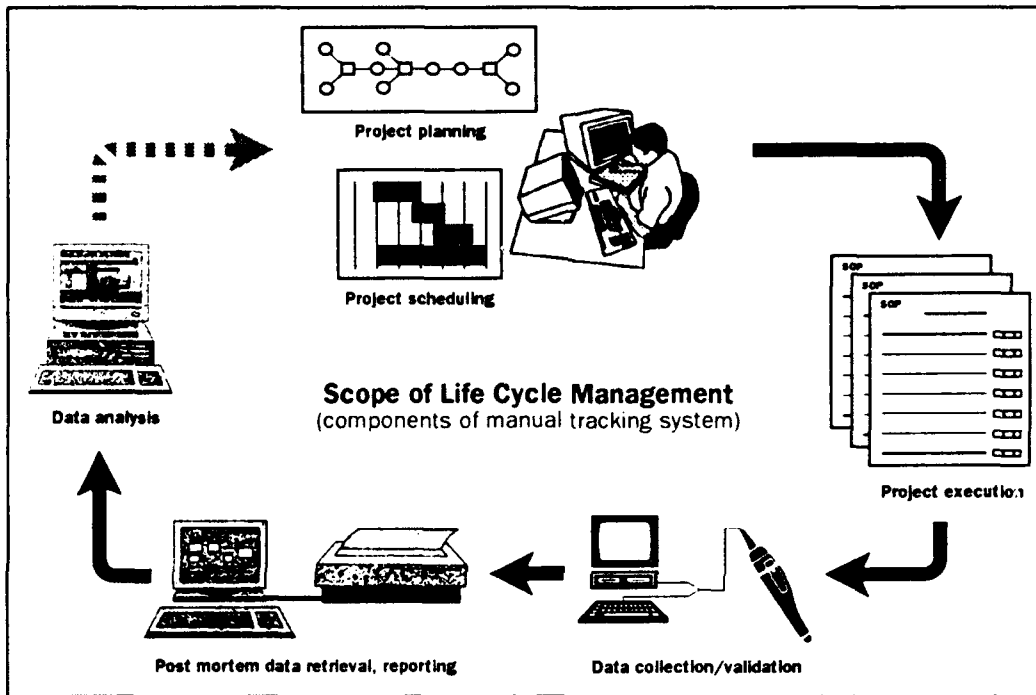 Project planning
Project scheduling
SOP
SOP
SOP
Scope of Life Cycle Management
(components of manual tracking system)
Data analysis
Project execution
Post mortem data retrieval, reporting
Data collection/validation